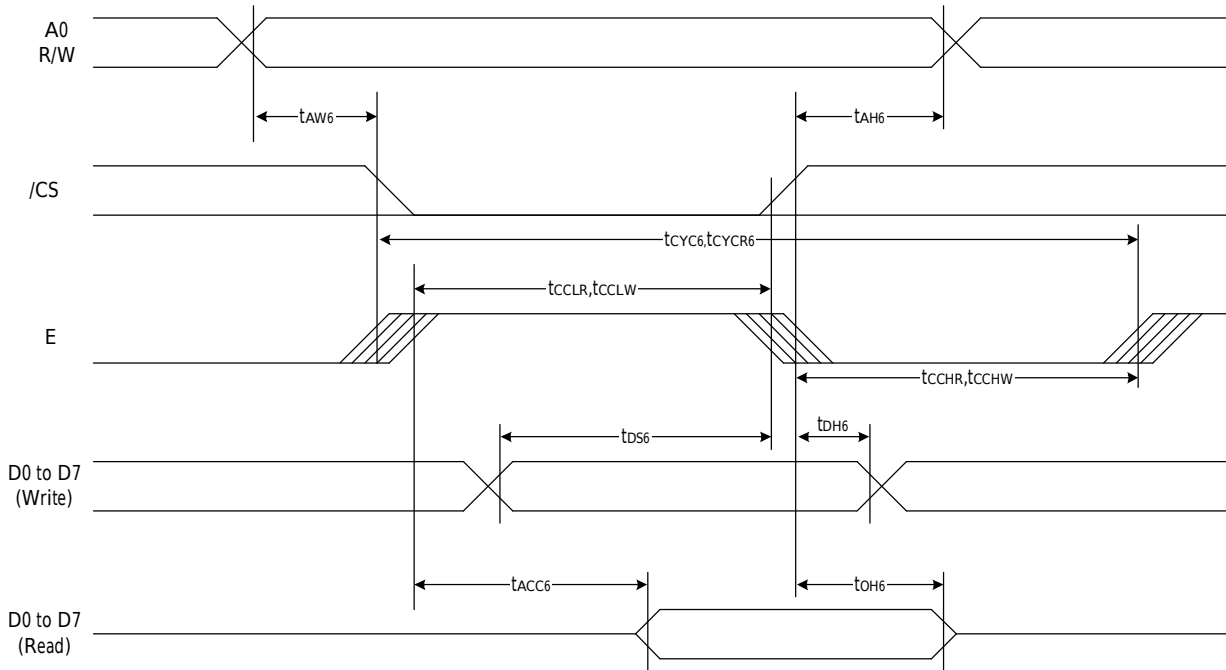 A0
R/W
tAW6
tAH6
/CS
tCYC6,tCYCR6
tCCLR,tCCLW
E
tCCHR,tCCHW
tDS6
tDH6
D0 to D7
(Write)
tACC6
tOH6
D0 to D7
(Read)